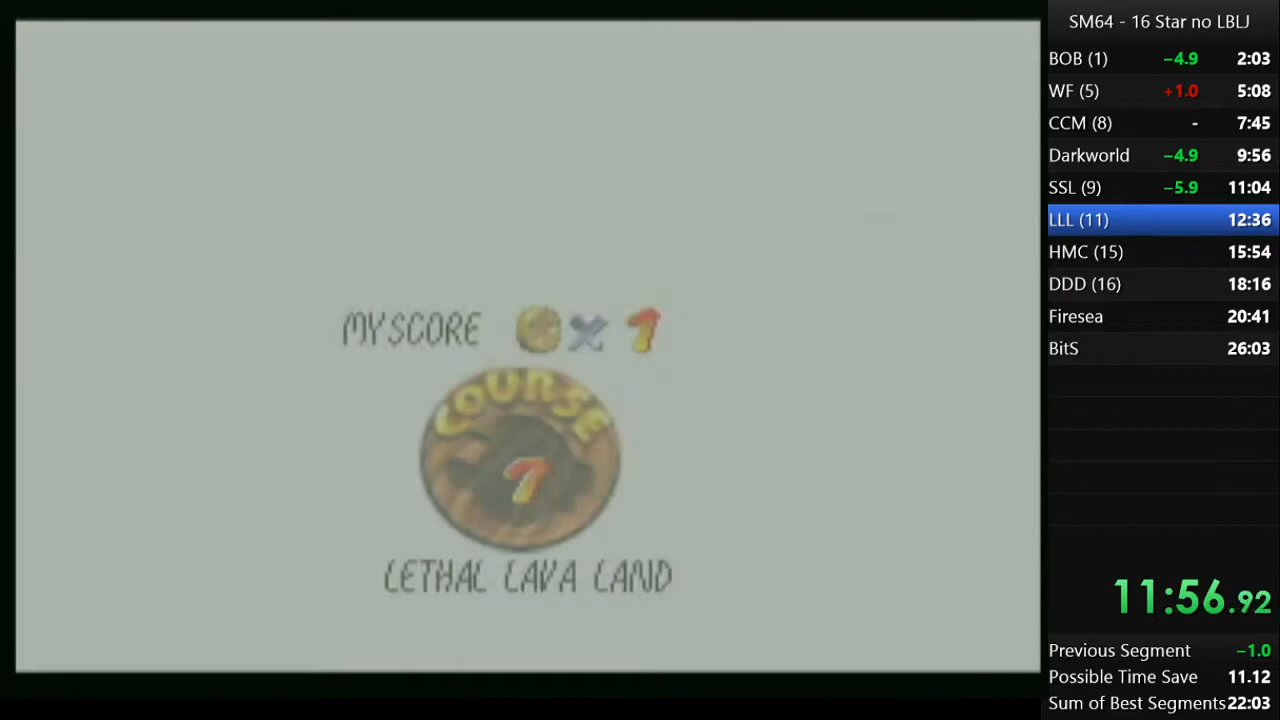 SM64 - 16 Star no LBLJ
BOB (1) −4.9 2:03
WF (5) +1.0 5:08
CCM (8) - 7:45
Darkworld −4.9 9:56
SSL (9) −5.9 11:04
LLL (11) 12:36
HMC (15) 15:54
DDD (16) 18:16
Firesea 20:41
BitS 26:03
MY SCORE × 1
COURSE
7
LETHAL LAVA LAND
11:56.92
Previous Segment −1.0
Possible Time Save 11.12
Sum of Best Segments 22:03